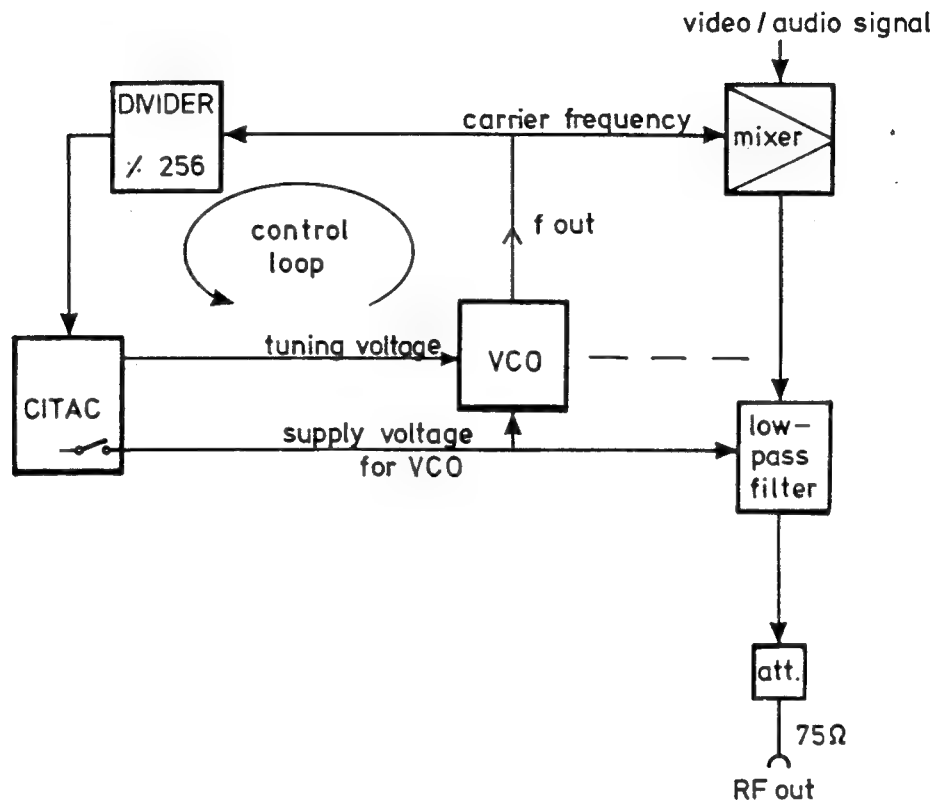 video/audio signal
DIVIDER
٪ 256
carrier frequency
mixer
control
loop
f out
tuning voltage
VCO
CITAC
supply voltage
for VCO
low-
pass
filter
att.
75Ω
RF out